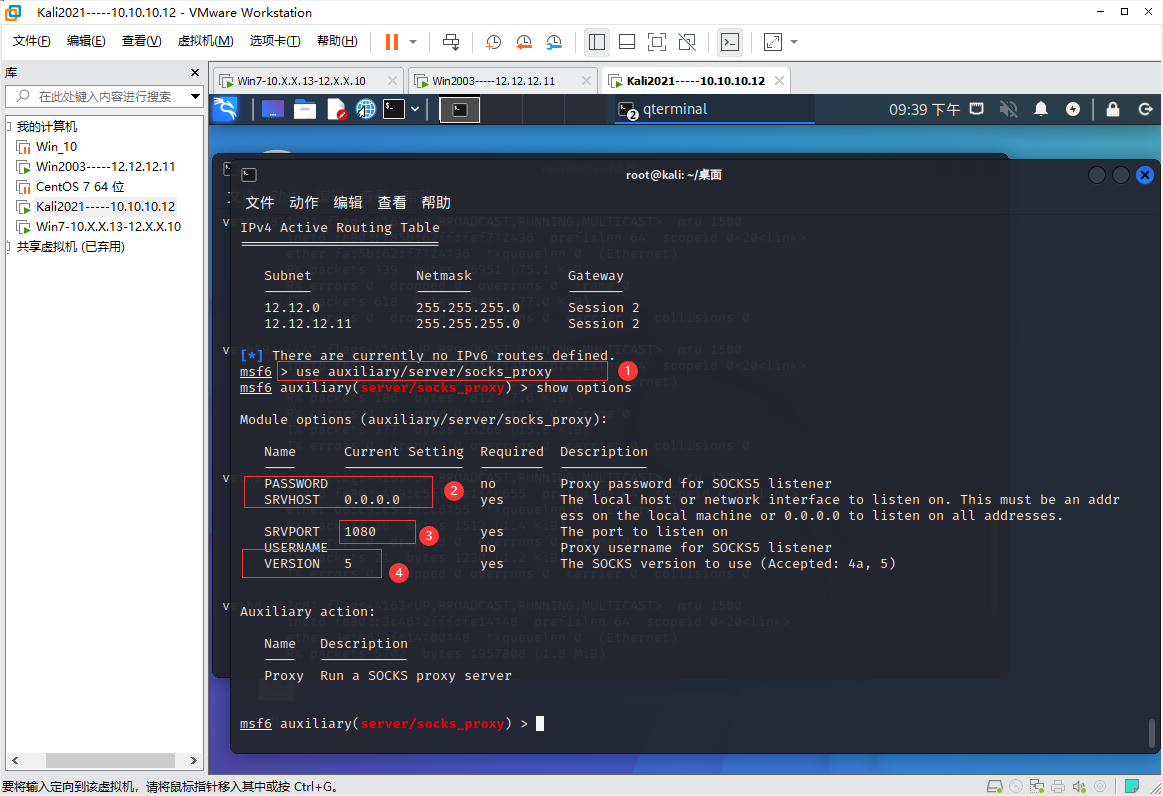 Kali2021-----10.10.10.12 - VMware Workstation
文件(F) 编辑(E) 查看(V) 虚拟机(M) 选项卡(T) 帮助(H)
库
Win7-10.X.X.13-12.X.X.10
Win2003-----12.12.12.11
Kali2021-----10.10.10.12
在此处键入内容进行搜索
我的计算机
Win_10
Win2003-----12.12.12.11
CentOS 7 64 位
Kali2021-----10.10.10.12
Win7-10.X.X.13-12.X.X.10
共享虚拟机 (已弃用)
2 qterminal
09:39 下午
root@kali: ~/桌面
文件 动作 编辑 查看 帮助
IPv4 Active Routing Table
Subnet Netmask Gateway
12.12.0 255.255.255.0 Session 2
12.12.12.11 255.255.255.0 Session 2
[*] There are currently no IPv6 routes defined.
msf6 > use auxiliary/server/socks_proxy 1
msf6 auxiliary(server/socks_proxy) > show options
Module options (auxiliary/server/socks_proxy):
Name Current Setting Required Description
PASSWORD no Proxy password for SOCKS5 listener
SRVHOST 0.0.0.0 2 yes The local host or network interface to listen on. This must be an addr
ess on the local machine or 0.0.0.0 to listen on all addresses.
SRVPORT 1080 3 yes The port to listen on
USERNAME no Proxy username for SOCKS5 listener
VERSION 5 4 yes The SOCKS version to use (Accepted: 4a, 5)
Auxiliary action:
Name Description
Proxy Run a SOCKS proxy server
msf6 auxiliary(server/socks_proxy) >
要将输入定向到该虚拟机，请将鼠标指针移入其中或按 Ctrl+G。